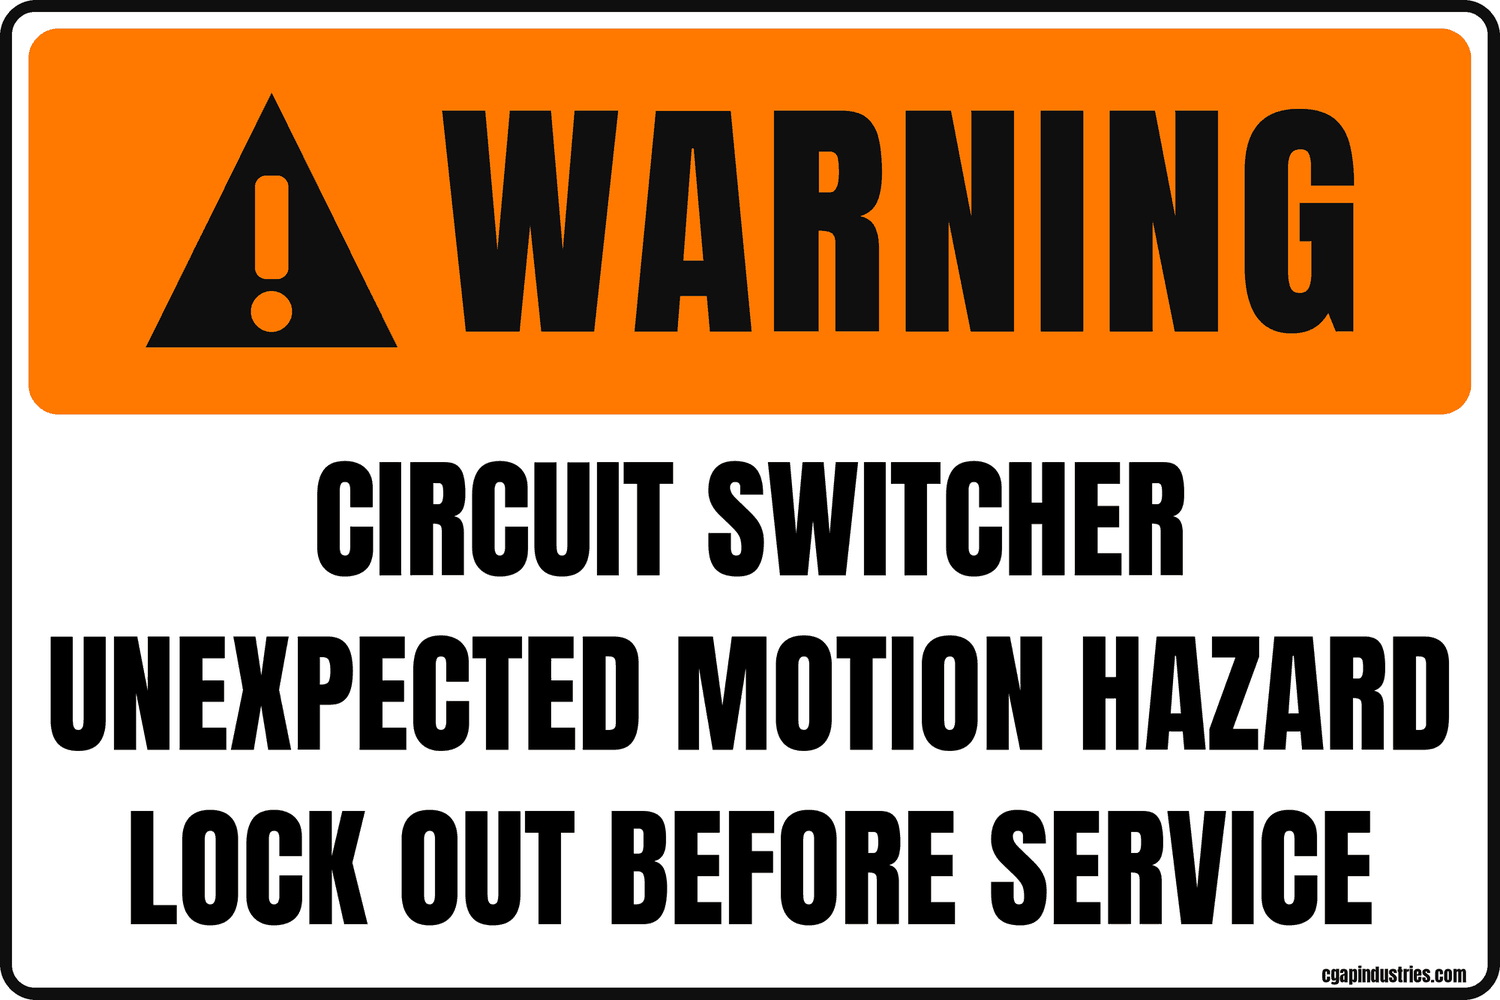 WARNING
CIRCUIT SWITCHER
UNEXPECTED MOTION HAZARD
LOCK OUT BEFORE SERVICE
cgapindustries.com